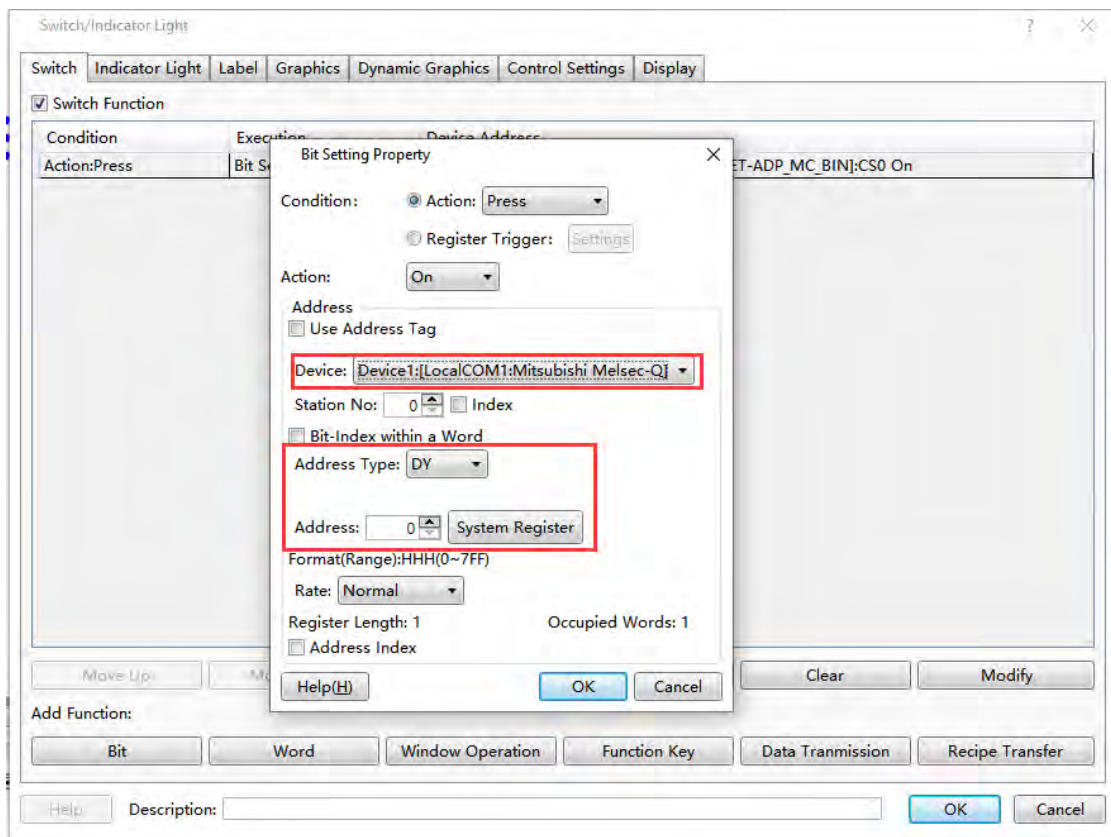 Switch/Indicator Light ?
Switch Indicator Light Label Graphics Dynamic Graphics Control Settings Display
Switch Function
Condition Execution Device Address
Action:Press Bit S ET-ADP_MC_BIN]:CS0 On
Bit Setting Property
Condition: Action: Press
Register Trigger: Settings
Action: On
Address
Use Address Tag
Device: Device1:[LocalCOM1:Mitsubishi Melsec-Q]
Station No: 0 Index
Bit-Index within a Word
Address Type: DY
Address: 0 System Register
Format(Range):HHH(0~7FF)
Rate: Normal
Register Length: 1 Occupied Words: 1
Address Index
Help(H) OK Cancel
Move Up Mo Clear Modify
Add Function:
Bit Word Window Operation Function Key Data Tranmission Recipe Transfer
Help Description: OK Cancel